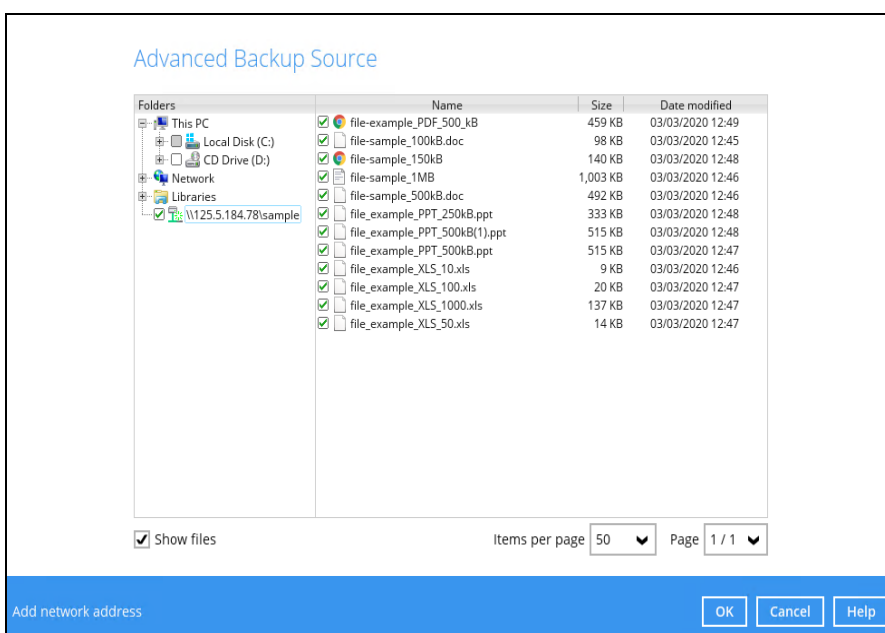 Advanced Backup Source
Folders Name Size Date modified
This PC
Local Disk (C:)
CD Drive (D:)
Network
Libraries
\\125.5.184.78\sample
file-example_PDF_500_kB 459 KB 03/03/2020 12:49
file-sample_100kB.doc 98 KB 03/03/2020 12:45
file-sample_150kB 140 KB 03/03/2020 12:48
file-sample_1MB 1,003 KB 03/03/2020 12:46
file-sample_500kB.doc 492 KB 03/03/2020 12:46
file_example_PPT_250kB.ppt 333 KB 03/03/2020 12:48
file_example_PPT_500kB(1).ppt 515 KB 03/03/2020 12:48
file_example_PPT_500kB.ppt 515 KB 03/03/2020 12:47
file_example_XLS_10.xls 9 KB 03/03/2020 12:46
file_example_XLS_100.xls 20 KB 03/03/2020 12:47
file_example_XLS_1000.xls 137 KB 03/03/2020 12:47
file_example_XLS_50.xls 14 KB 03/03/2020 12:47
Show files Items per page 50 Page 1 / 1
Add network address OK Cancel Help